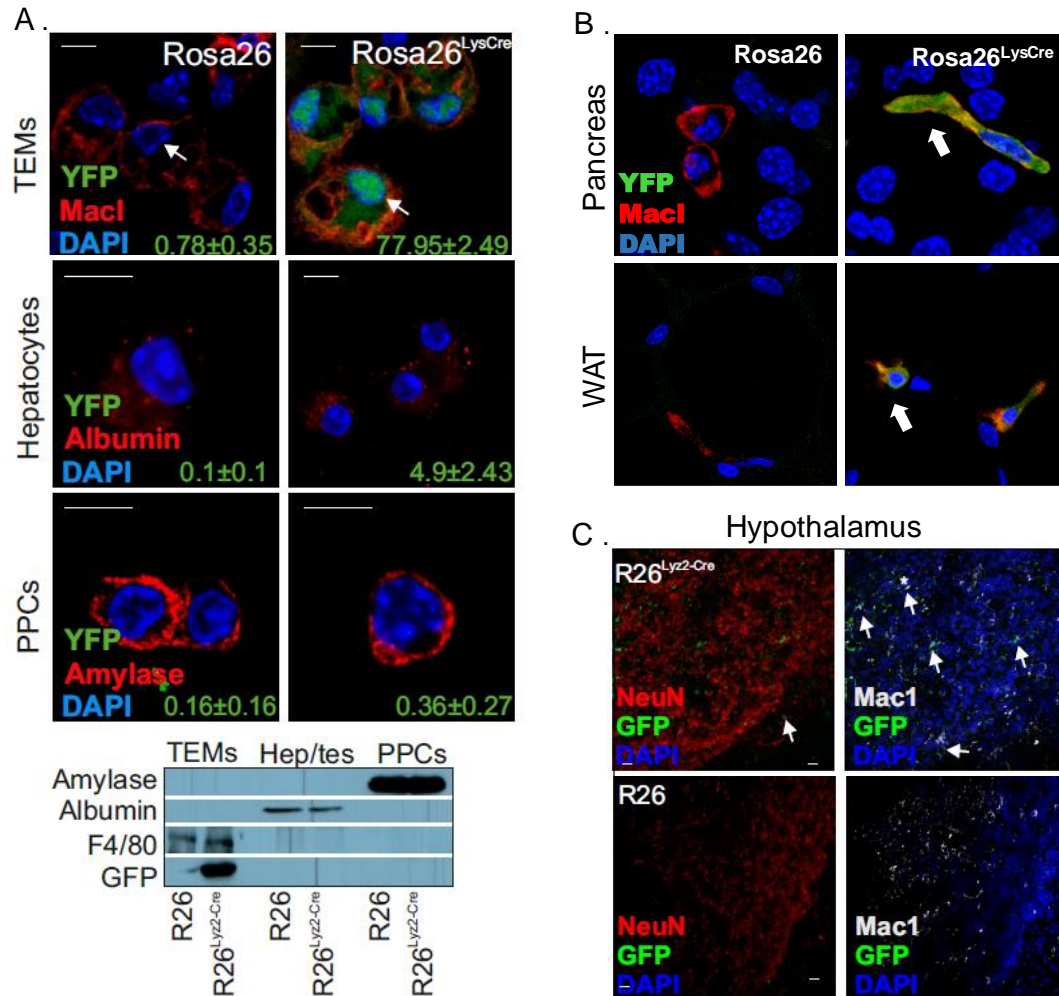 A .
Rosa26
Rosa26LysCre
TEMs
YFP
MacI
DAPI
0.78±0.35
77.95±2.49
Hepatocytes
YFP
Albumin
DAPI
0.1±0.1
4.9±2.43
PPCs
YFP
Amylase
DAPI
0.16±0.16
0.36±0.27
TEMs Hep/tes PPCs
Amylase
Albumin
F4/80
GFP
R26
R26Lyz2-Cre
R26
R26Lyz2-Cre
R26
R26Lyz2-Cre
B .
Rosa26
Rosa26LysCre
Pancreas
YFP
MacI
DAPI
WAT
C .
Hypothalamus
R26Lyz2-Cre
*
NeuN
GFP
DAPI
Mac1
GFP
DAPI
R26
NeuN
GFP
DAPI
Mac1
GFP
DAPI